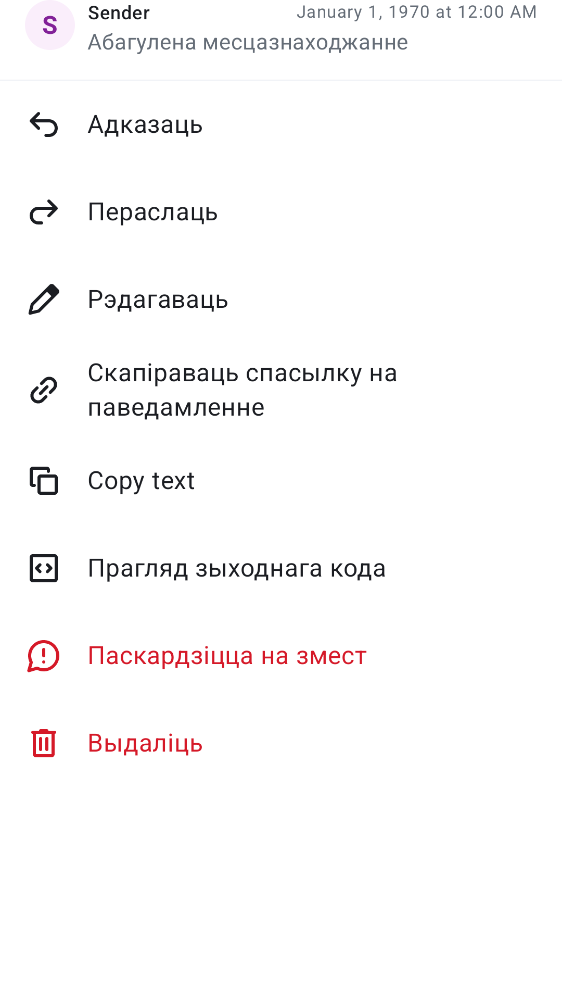 S
Sender
January 1, 1970 at 12:00 AM
Абагулена месцазнаходжанне
Адказаць
Пераслаць
Рэдагаваць
Скапіраваць спасылку на
паведамленне
Copy text
Прагляд зыходнага кода
Паскардзіцца на змест
Выдаліць